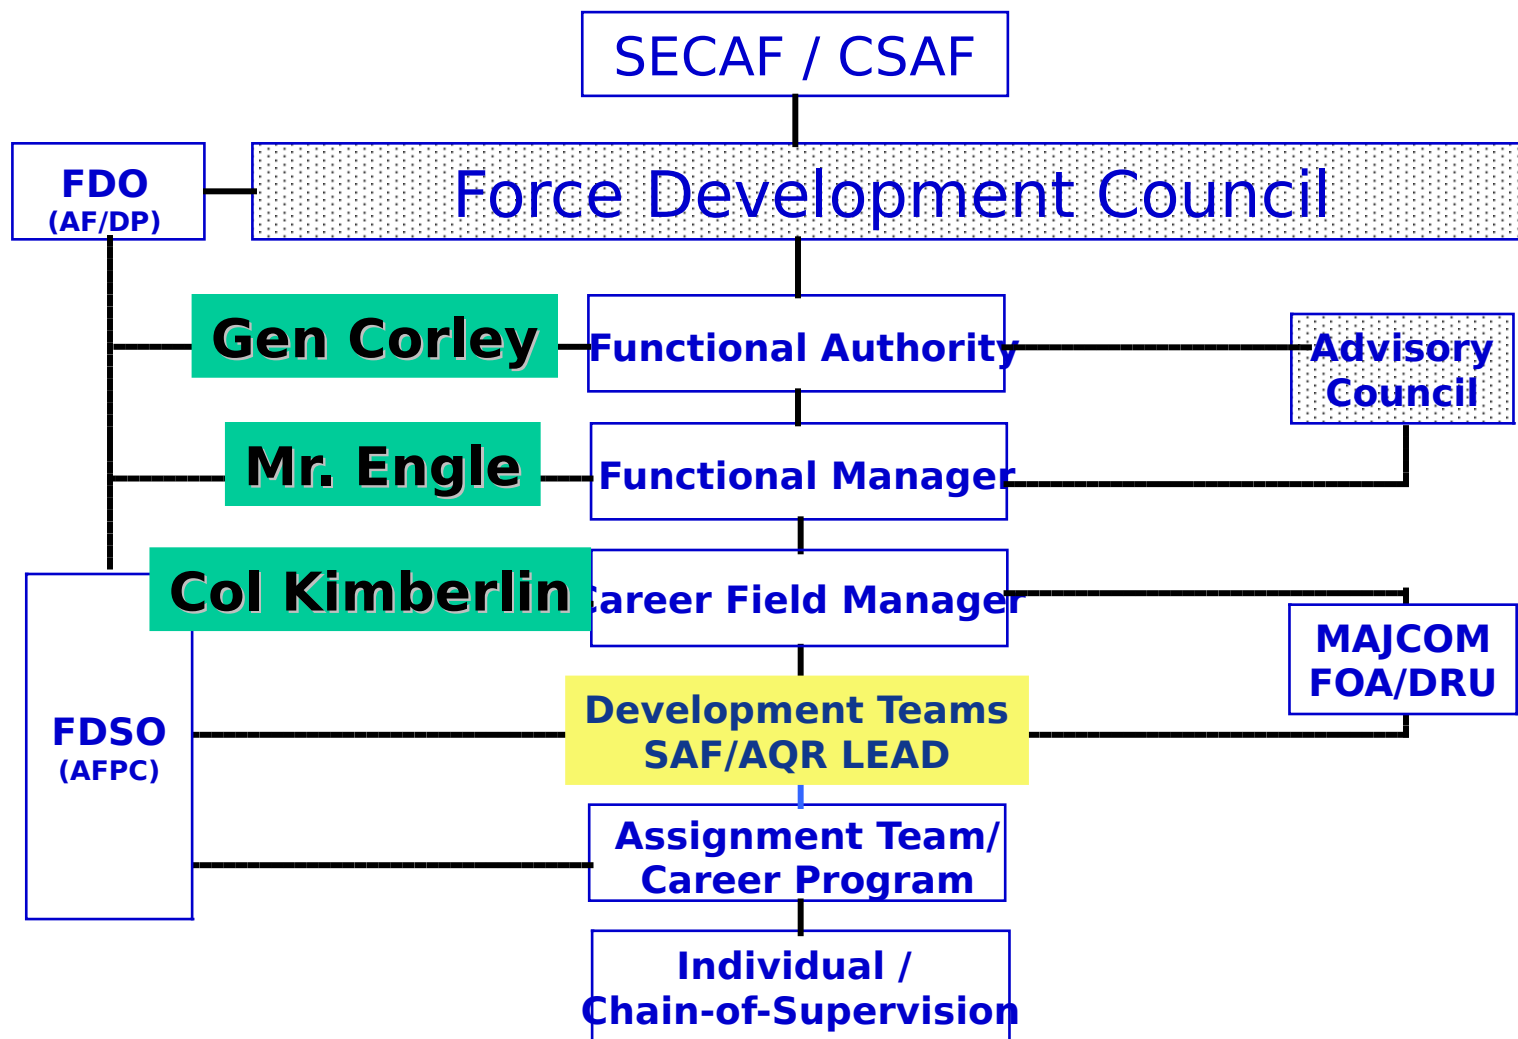 SECAF / CSAF
FDO
(AF/DP)
Force Development Council
Gen Corley
Functional Authority
Advisory
Council
Mr. Engle
Functional Manager
Col Kimberlin
Career Field Manager
MAJCOM
FOA/DRU
Development Teams
SAF/AQR LEAD
FDSO
(AFPC)
Assignment Team/
Career Program
Individual /
Chain-of-Supervision